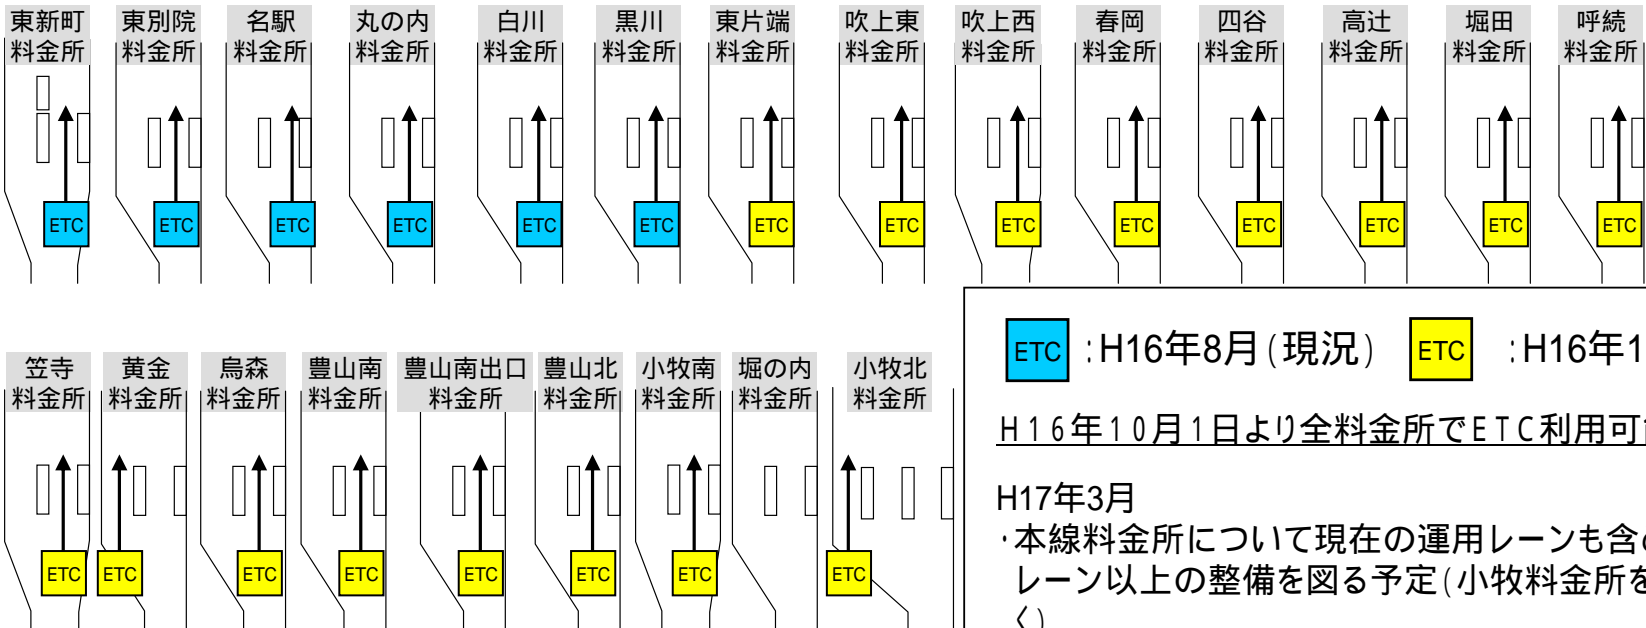 東新町 東別院 名駅 丸の内 白川 黒川 東片端 吹上東 吹上西 春岡 四谷 高辻 堀田 呼続
料金所 料金所 料金所 料金所 料金所 料金所 料金所 料金所 料金所 料金所 料金所 料金所 料金所 料金所
ETC ETC ETC ETC ETC ETC ETC ETC ETC ETC ETC ETC ETC ETC
笠寺 黄金 烏森 豊山南 豊山南出口 豊山北 小牧南 堀の内 小牧北
料金所 料金所 料金所 料金所 料金所 料金所 料金所 料金所 料金所
ETC ETC ETC ETC ETC ETC ETC ETC
ETC :H16年8月(現況) ETC :H16年1
H16年10月1日より全料金所でETC利用可
H17年3月
・本線料金所について現在の運用レーンも含
レーン以上の整備を図る予定(小牧料金所を
く)